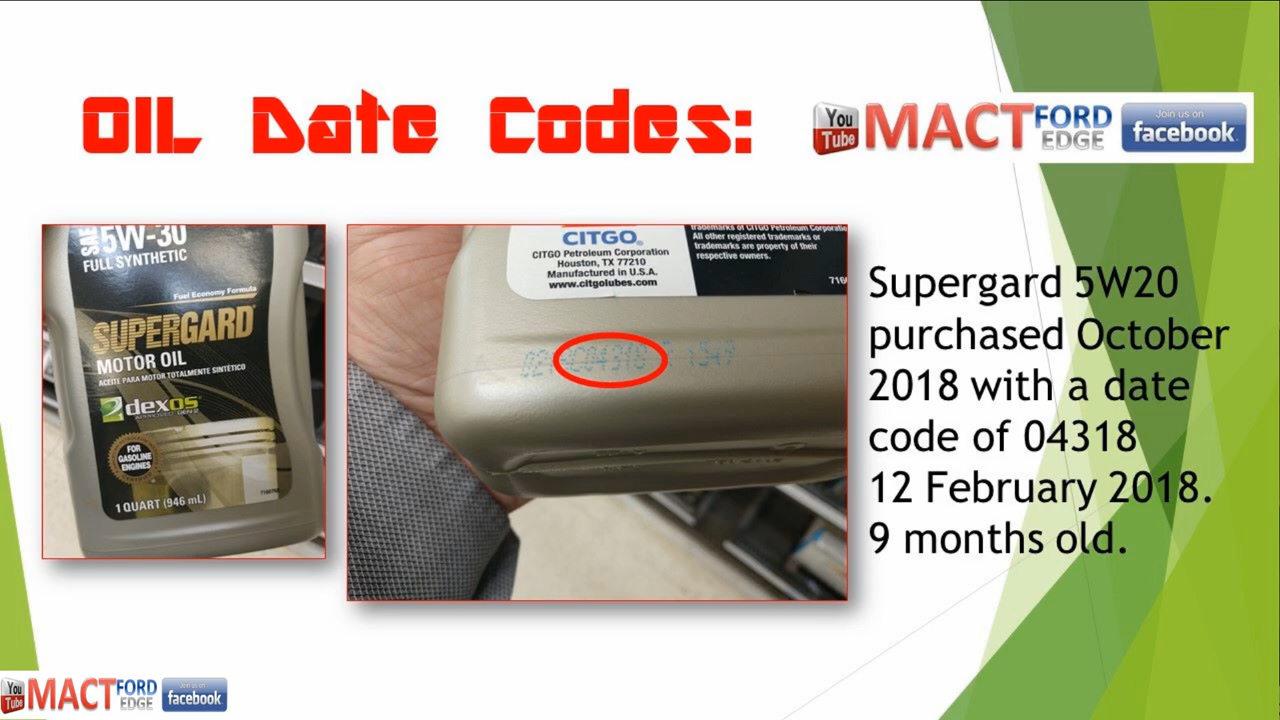 OIL Date Codes:
You Tube MACT FORD EDGE Join us on facebook
SAE 5W-30
FULL SYNTHETIC
Fuel Economy Formula
SUPERGARD
MOTOR OIL
ACEITE PARA MOTOR TOTALMENTE SINTÉTICO
dexos
FOR
GASOLINE
ENGINES
1 QUART (946 mL)
CITGO
CITGO Petroleum Corporation
Houston, TX 77210
Manufactured in U.S.A.
www.citgolubes.com
trademarks of CITGO Petroleum
All other registered trademarks or
trademarks are property of their
respective owners.
Supergard 5W20
purchased October
2018 with a date
code of 04318
12 February 2018.
9 months old.
You Tube MACT FORD EDGE Join us on facebook